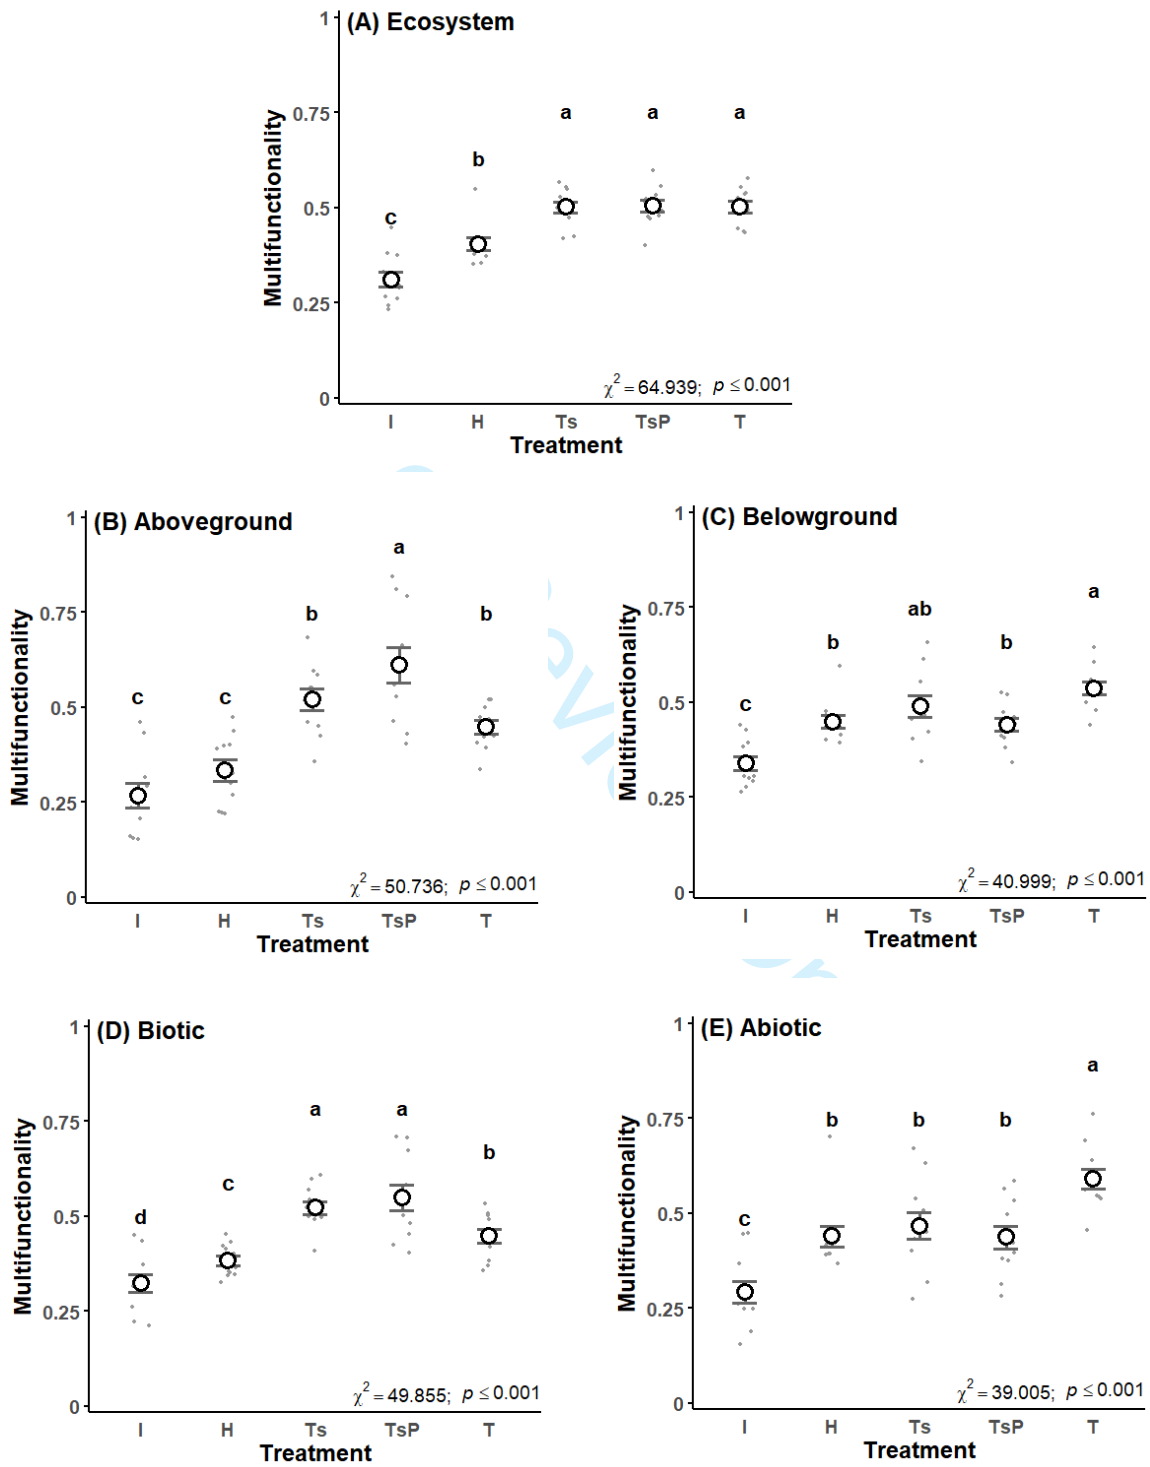 (A) Ecosystem
1
0.75
0.5
0.25
0
Multifunctionality
c
b
a
a
a
χ2 = 64.939; p ≤ 0.001
I H Ts TsP T
Treatment
(B) Aboveground
1
0.75
0.5
0.25
0
Multifunctionality
c
c
b
a
b
χ2 = 50.736; p ≤ 0.001
I H Ts TsP T
Treatment
(C) Belowground
1
0.75
0.5
0.25
0
Multifunctionality
c
b
ab
b
a
χ2 = 40.999; p ≤ 0.001
I H Ts TsP T
Treatment
(D) Biotic
1
0.75
0.5
0.25
0
Multifunctionality
d
c
a
a
b
χ2 = 49.855; p ≤ 0.001
I H Ts TsP T
Treatment
(E) Abiotic
1
0.75
0.5
0.25
0
Multifunctionality
c
b
b
b
a
χ2 = 39.005; p ≤ 0.001
I H Ts TsP T
Treatment